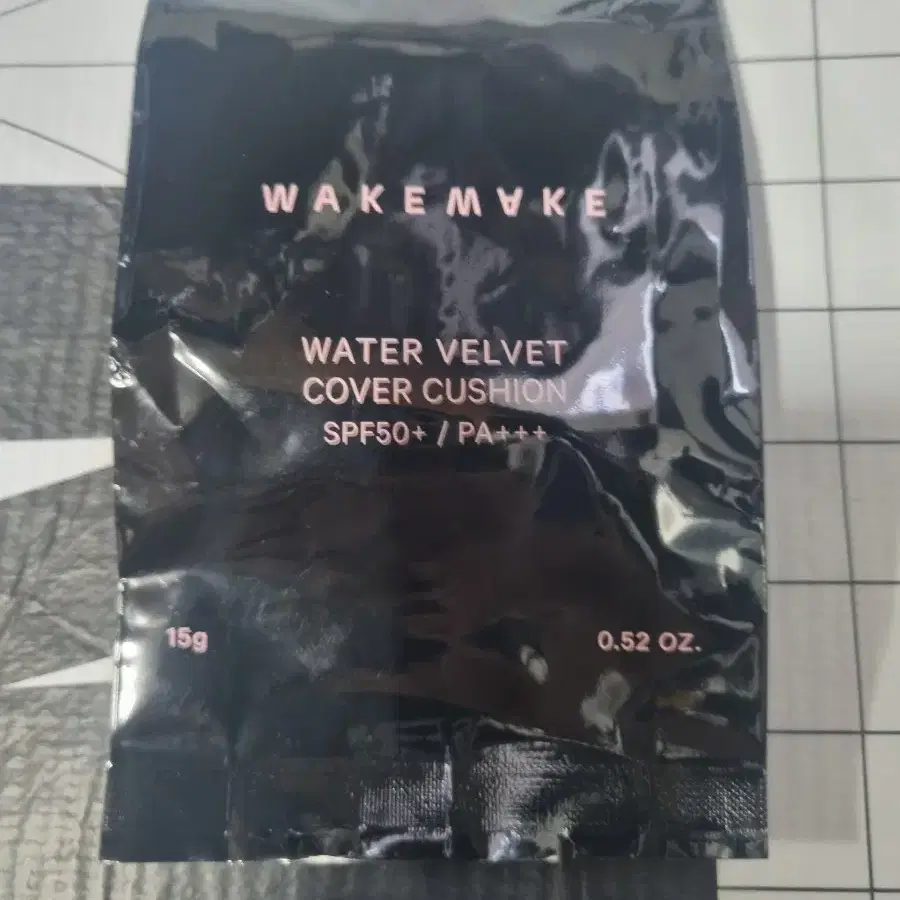 WAKEMAKE
WATER VELVET
COVER CUSHION
SPF50+ / PA+++
15g
0.52 OZ.